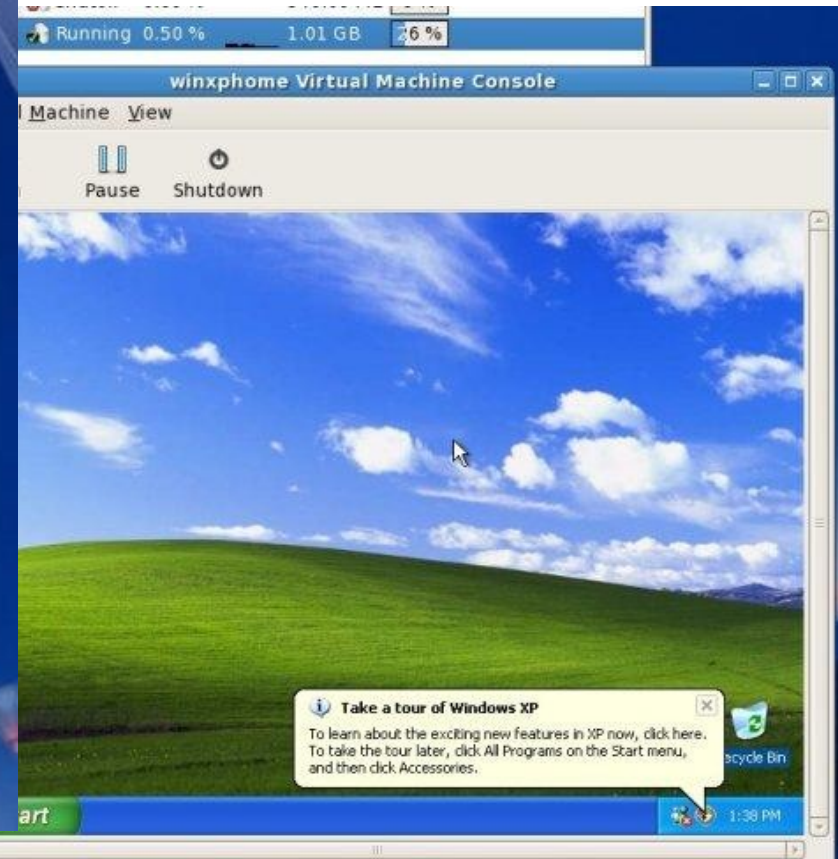 Running 0.50 % 1.01 GB 26 %
winxphome Virtual Machine Console
Machine View
Pause Shutdown
Take a tour of Windows XP
To learn about the exciting new features in XP now, click here.
To take the tour later, click All Programs on the Start menu,
and then click Accessories.
ecycle Bin
art 1:38 PM